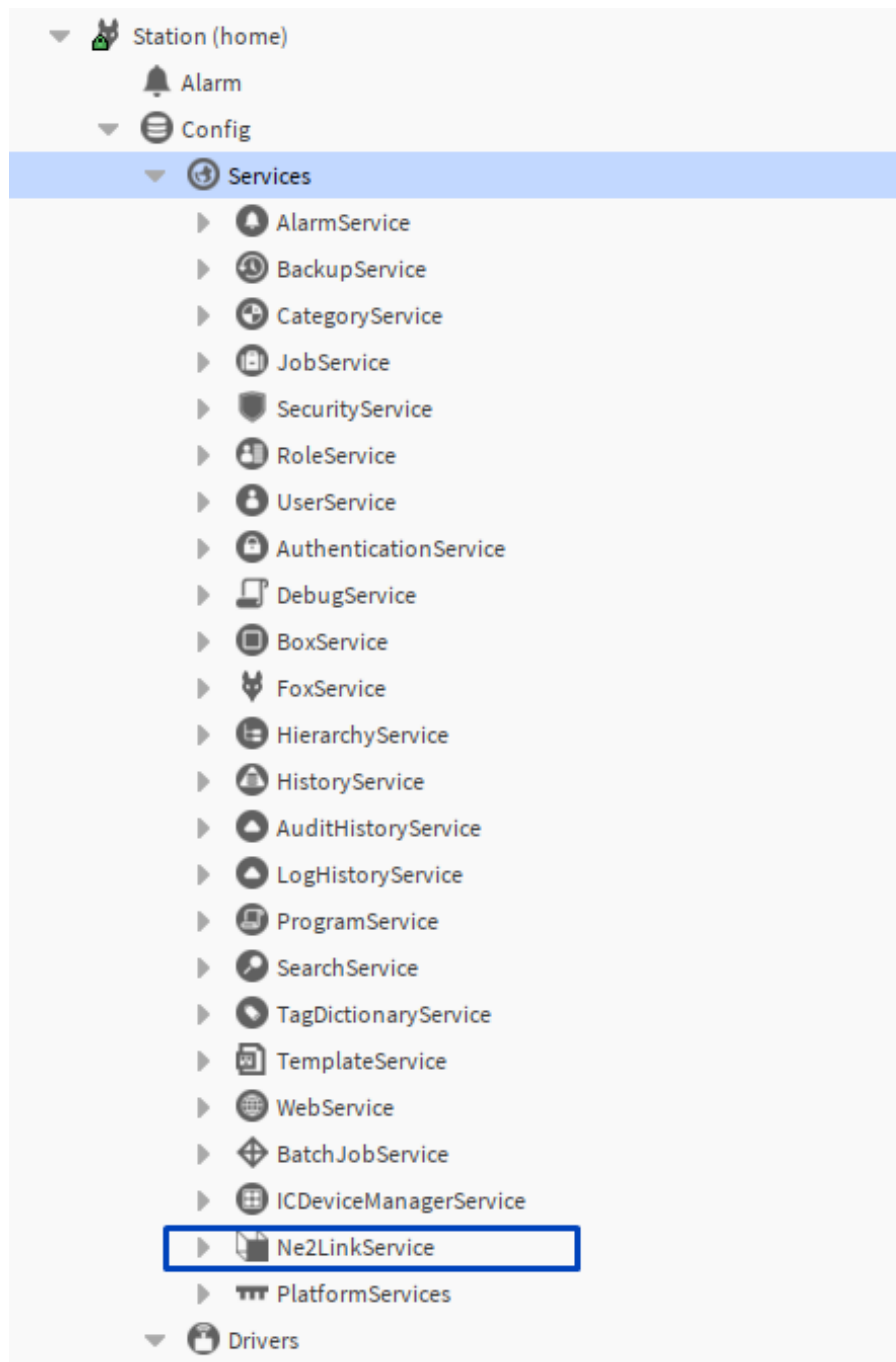 Station (home)
Alarm
Config
Services
AlarmService
BackupService
CategoryService
JobService
SecurityService
RoleService
UserService
AuthenticationService
DebugService
BoxService
FoxService
HierarchyService
HistoryService
AuditHistoryService
LogHistoryService
ProgramService
SearchService
TagDictionaryService
TemplateService
WebService
BatchJobService
ICDeviceManagerService
Ne2LinkService
PlatformServices
Drivers